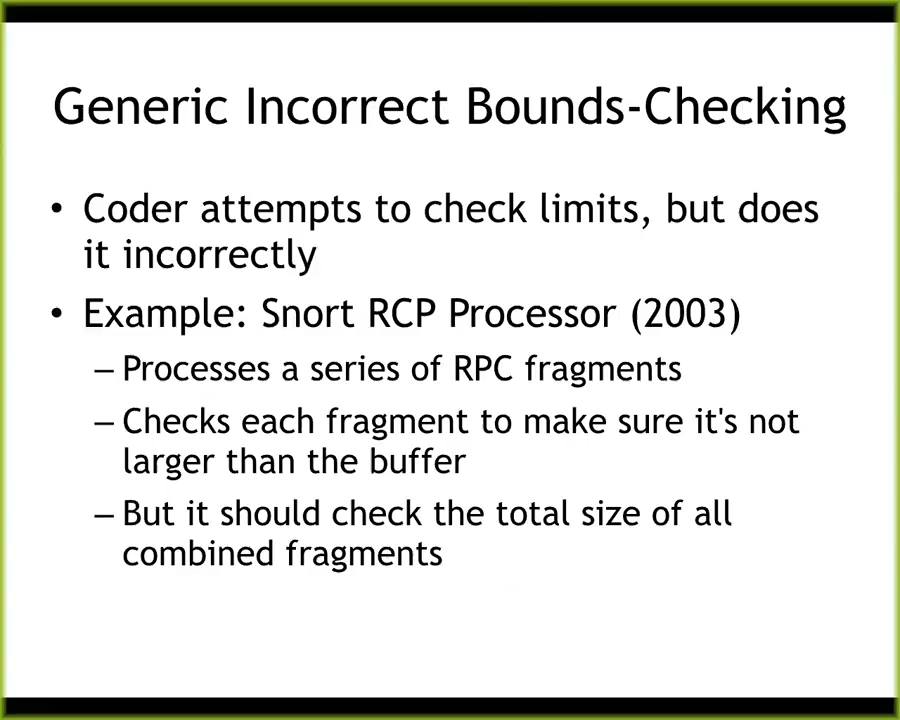 Generic Incorrect Bounds-Checking
• Coder attempts to check limits, but does
it incorrectly
• Example: Snort RCP Processor (2003)
– Processes a series of RPC fragments
– Checks each fragment to make sure it's not
larger than the buffer
– But it should check the total size of all
combined fragments